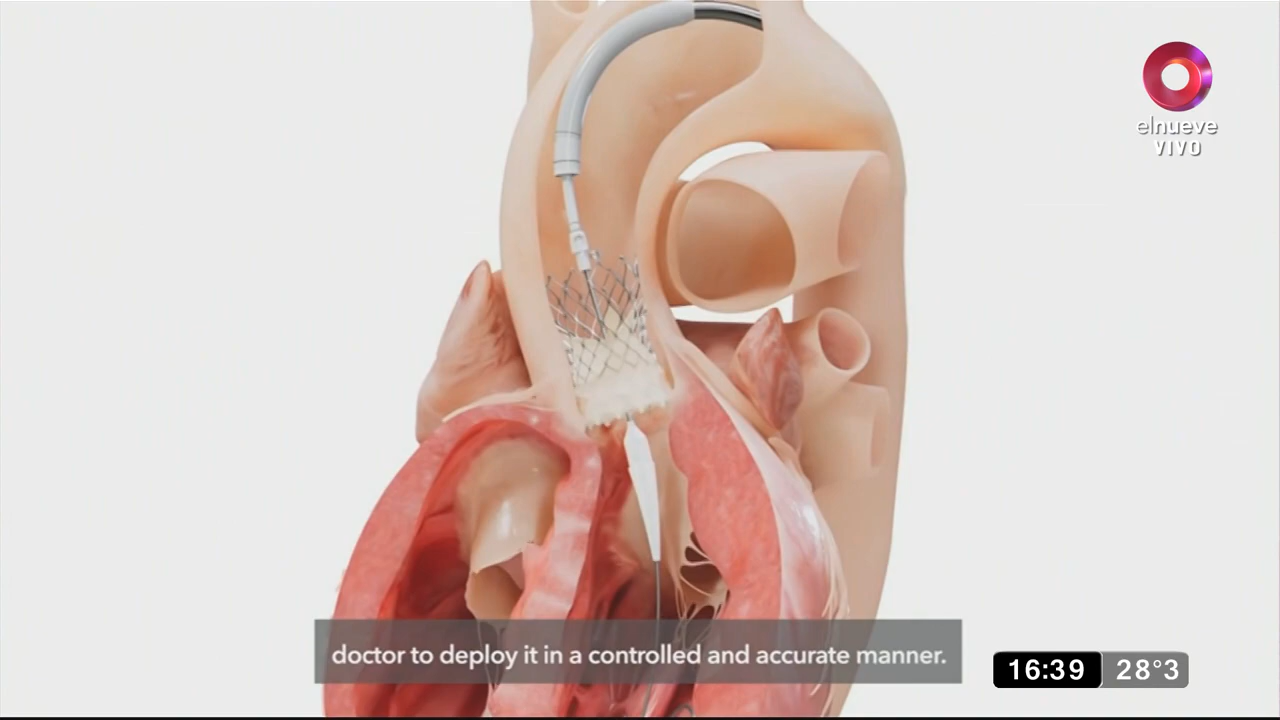 elnueve
VIVO
doctor to deploy it in a controlled and accurate manner.
16:39 28°3